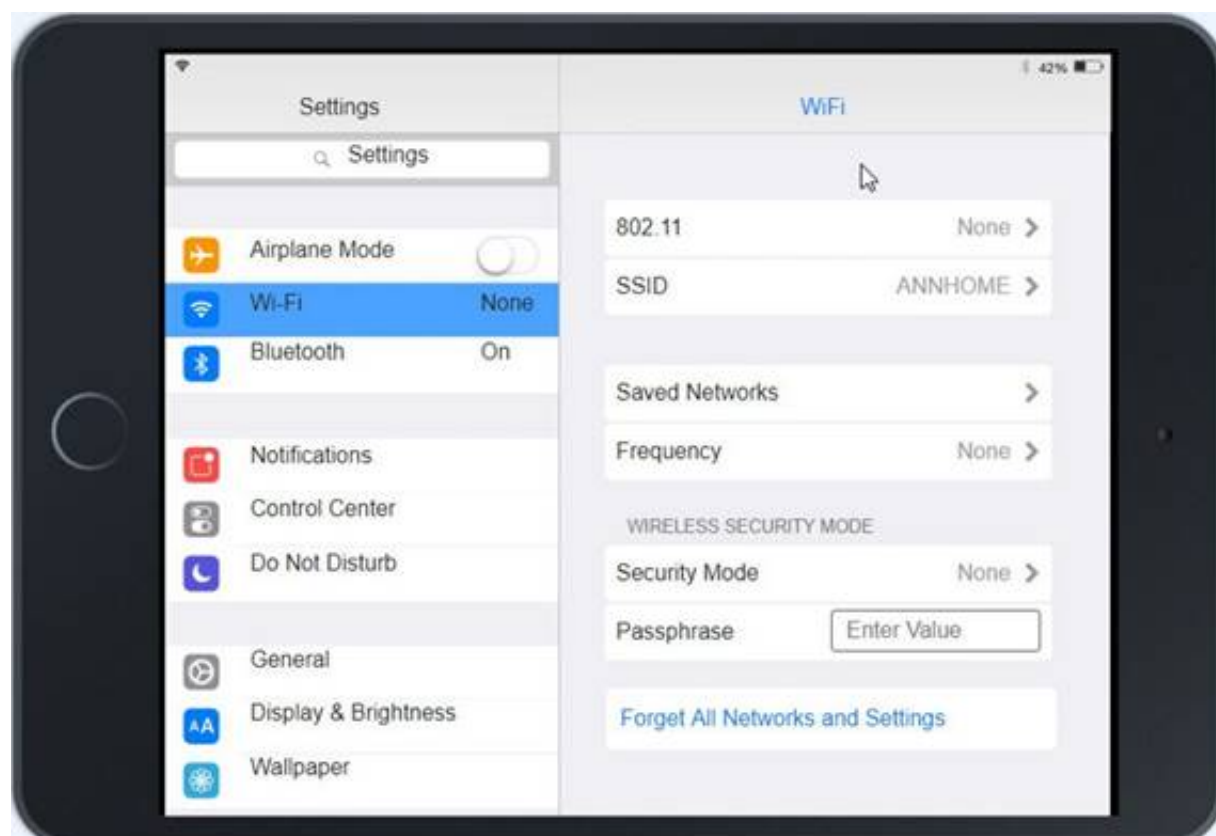 42%
Settings
WiFi
Settings
Airplane Mode
Wi-Fi None
Bluetooth On
Notifications
Control Center
Do Not Disturb
General
AA Display & Brightness
Wallpaper
802.11 None
SSID ANNHOME
Saved Networks
Frequency None
WIRELESS SECURITY MODE
Security Mode None
Passphrase Enter Value
Forget All Networks and Settings